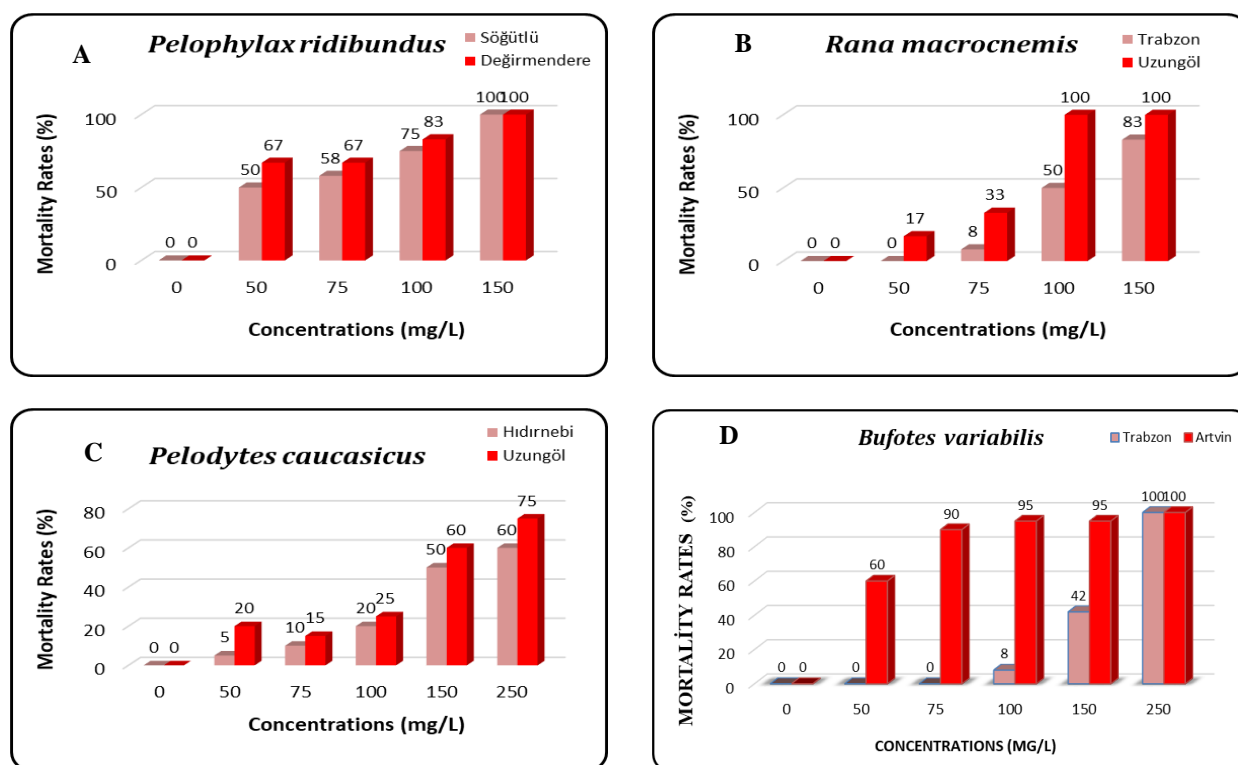 A
Pelophylax ridibundus
Söğütlü
Değirmendere
Mortality Rates (%)
100
50
0
0 0
50 67
58 67
75 83
100 100
0 50 75 100 150
Concentrations (mg/L)
B
Rana macrocnemis
Trabzon
Uzungöl
Mortality Rates (%)
100
50
0
0 0
0 17
8 33
50 100
83 100
0 50 75 100 150
Concentrations (mg/L)
C
Pelodytes caucasicus
Hıdırnebi
Uzungöl
Mortality Rates (%)
80
60
40
20
0
0 0
5 20
10 15
20 25
50 60
60 75
0 50 75 100 150 250
Concentrations (mg/L)
D
Bufotes variabilis
Trabzon Artvin
MORTALİTY RATES (%)
100
80
60
40
20
0
0 0
0 60
0 90
8 95
42 95
100 100
0 50 75 100 150 250
CONCENTRATIONS (MG/L)